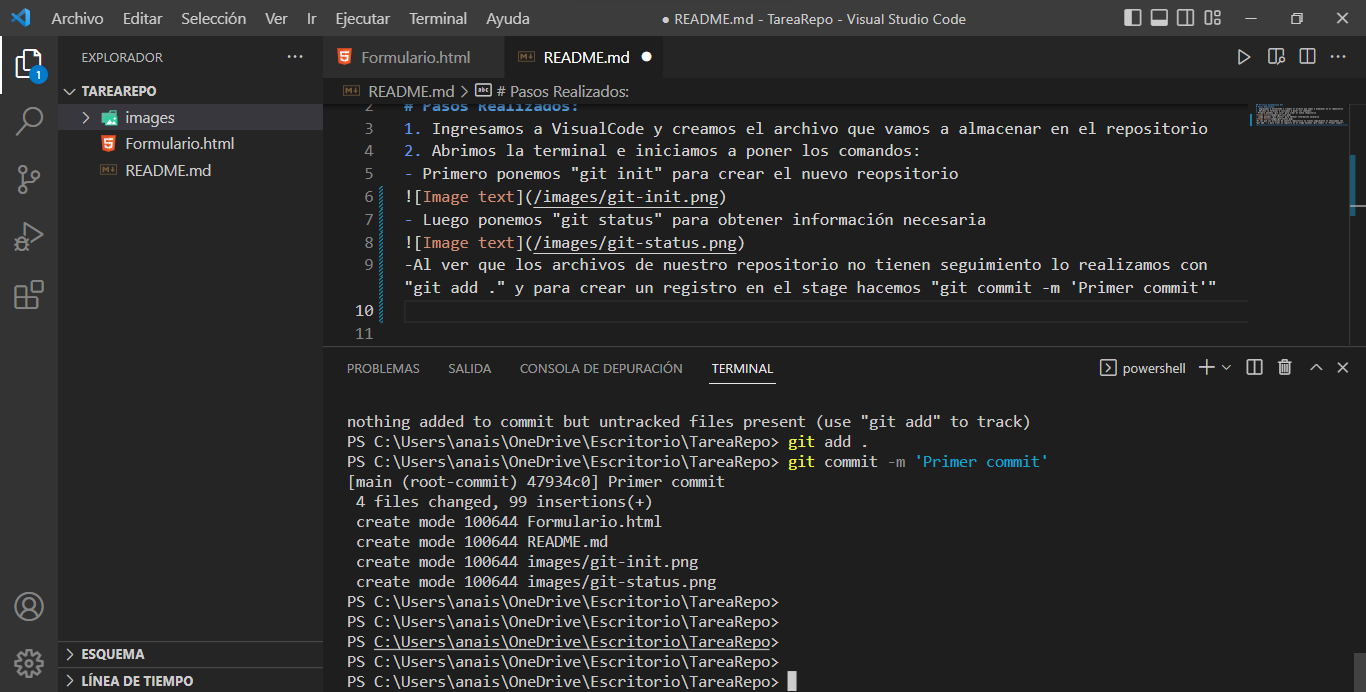 Archivo Editar Selección Ver Ir Ejecutar Terminal Ayuda
● README.md - TareaRepo - Visual Studio Code
EXPLORADOR ···
TAREAREPO
images
Formulario.html
README.md
ESQUEMA
LÍNEA DE TIEMPO
1
Formulario.html README.md
README.md > # Pasos Realizados:
2 # Pasos Realizados:
3 1. Ingresamos a VisualCode y creamos el archivo que vamos a almacenar en el repositorio
4 2. Abrimos la terminal e iniciamos a poner los comandos:
5 - Primero ponemos "git init" para crear el nuevo reopsitorio
6 ![Image text](/images/git-init.png)
7 - Luego ponemos "git status" para obtener información necesaria
8 ![Image text](/images/git-status.png)
9 -Al ver que los archivos de nuestro repositorio no tienen seguimiento lo realizamos con
"git add ." y para crear un registro en el stage hacemos "git commit -m 'Primer commit'"
10
11
PROBLEMAS SALIDA CONSOLA DE DEPURACIÓN TERMINAL
powershell
nothing added to commit but untracked files present (use "git add" to track)
PS C:\Users\anais\OneDrive\Escritorio\TareaRepo> git add .
PS C:\Users\anais\OneDrive\Escritorio\TareaRepo> git commit -m 'Primer commit'
[main (root-commit) 47934c0] Primer commit
4 files changed, 99 insertions(+)
create mode 100644 Formulario.html
create mode 100644 README.md
create mode 100644 images/git-init.png
create mode 100644 images/git-status.png
PS C:\Users\anais\OneDrive\Escritorio\TareaRepo>
PS C:\Users\anais\OneDrive\Escritorio\TareaRepo>
PS C:\Users\anais\OneDrive\Escritorio\TareaRepo>
PS C:\Users\anais\OneDrive\Escritorio\TareaRepo>
PS C:\Users\anais\OneDrive\Escritorio\TareaRepo>